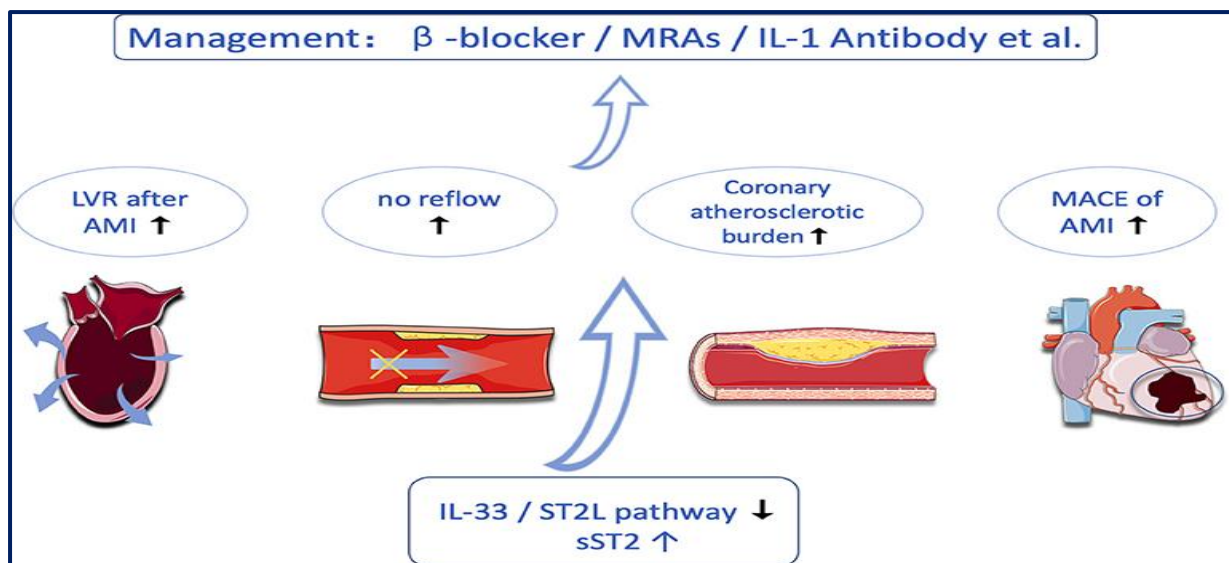 Management: β-blocker / MRAs / IL-1 Antibody et al.
LVR after
AMI ↑
no reflow
↑
Coronary
atherosclerotic
burden ↑
MACE of
AMI ↑
IL-33 / ST2L pathway ↓
sST2 ↑